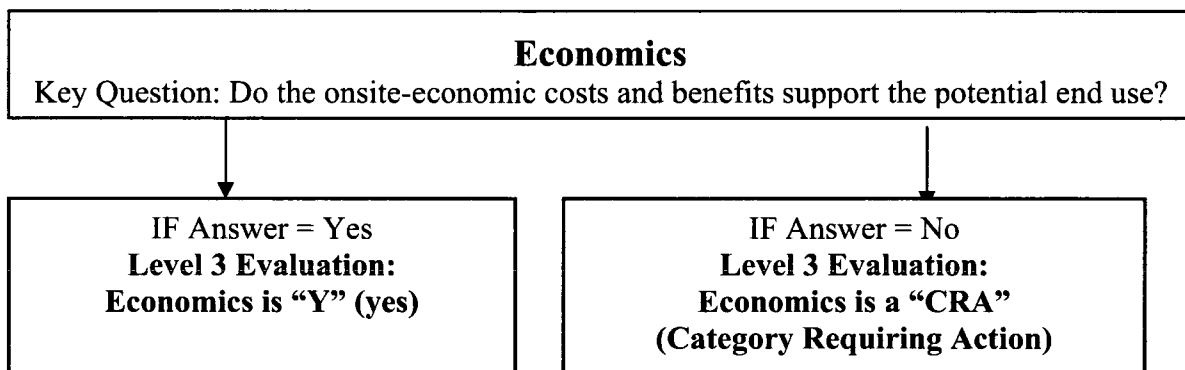 Economics
Key Question: Do the onsite-economic costs and benefits support the potential end use?
IF Answer = Yes
Level 3 Evaluation:
Economics is “Y” (yes)
IF Answer = No
Level 3 Evaluation:
Economics is a “CRA”
(Category Requiring Action)